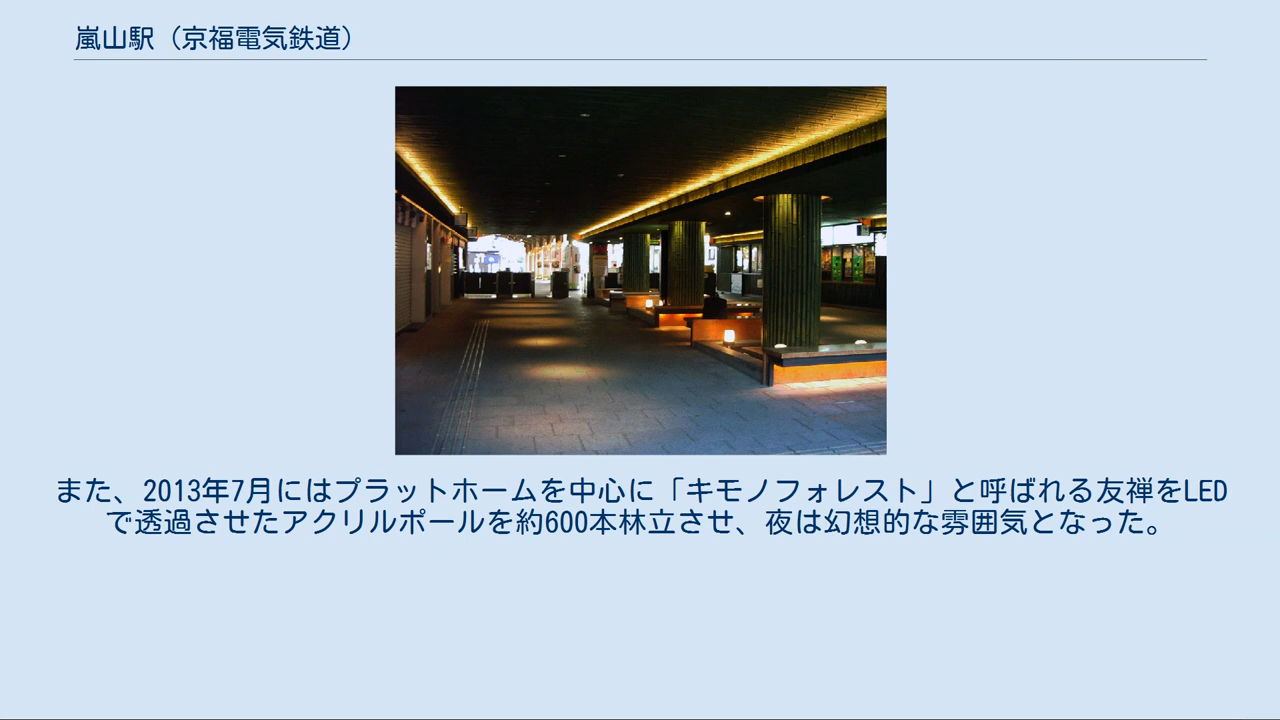 嵐山駅（京福電気鉄道）
また、2013年7月にはプラットホームを中心に「キモノフォレスト」と呼ばれる友禅をLED
で透過させたアクリルポールを約600本林立させ、夜は幻想的な雰囲気となった。